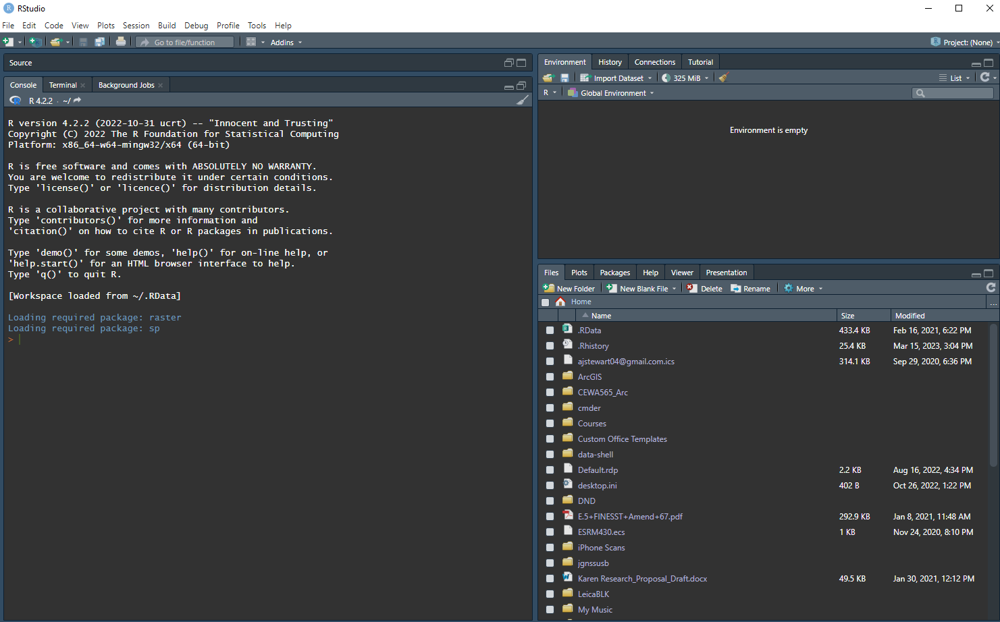 RStudio
File Edit Code View Plots Session Build Debug Profile Tools Help
Go to file/function Addins Project: (None)
Source
Console Terminal Background Jobs
R 4.2.2 · ~/
R version 4.2.2 (2022-10-31 ucrt) -- "Innocent and Trusting"
Copyright (C) 2022 The R Foundation for Statistical Computing
Platform: x86_64-w64-mingw32/x64 (64-bit)
R is free software and comes with ABSOLUTELY NO WARRANTY.
You are welcome to redistribute it under certain conditions.
Type 'license()' or 'licence()' for distribution details.
R is a collaborative project with many contributors.
Type 'contributors()' for more information and
'citation()' on how to cite R or R packages in publications.
Type 'demo()' for some demos, 'help()' for on-line help, or
'help.start()' for an HTML browser interface to help.
Type 'q()' to quit R.
[Workspace loaded from ~/.RData]
Loading required package: raster
Loading required package: sp
>
Environment History Connections Tutorial
Import Dataset 325 MiB List
R Global Environment
Environment is empty
Files Plots Packages Help Viewer Presentation
New Folder New Blank File Delete Rename More
Home ...
Name Size Modified
.RData 433.4 KB Feb 16, 2021, 6:22 PM
.Rhistory 25.4 KB Mar 15, 2023, 3:04 PM
ajstewart04@gmail.com.ics 314.1 KB Sep 29, 2020, 6:36 PM
ArcGIS
CEWA565_Arc
cmder
Courses
Custom Office Templates
data-shell
Default.rdp 2.2 KB Aug 16, 2022, 4:34 PM
desktop.ini 402 B Oct 26, 2022, 1:22 PM
DND
E.5+FINESST+Amend+67.pdf 292.9 KB Jan 8, 2021, 11:48 AM
ESRM430.ecs 1 KB Nov 24, 2020, 8:10 PM
iPhone Scans
jgnssusb
Karen Research_Proposal_Draft.docx 49.5 KB Jan 30, 2021, 12:12 PM
LeicaBLK
My Music